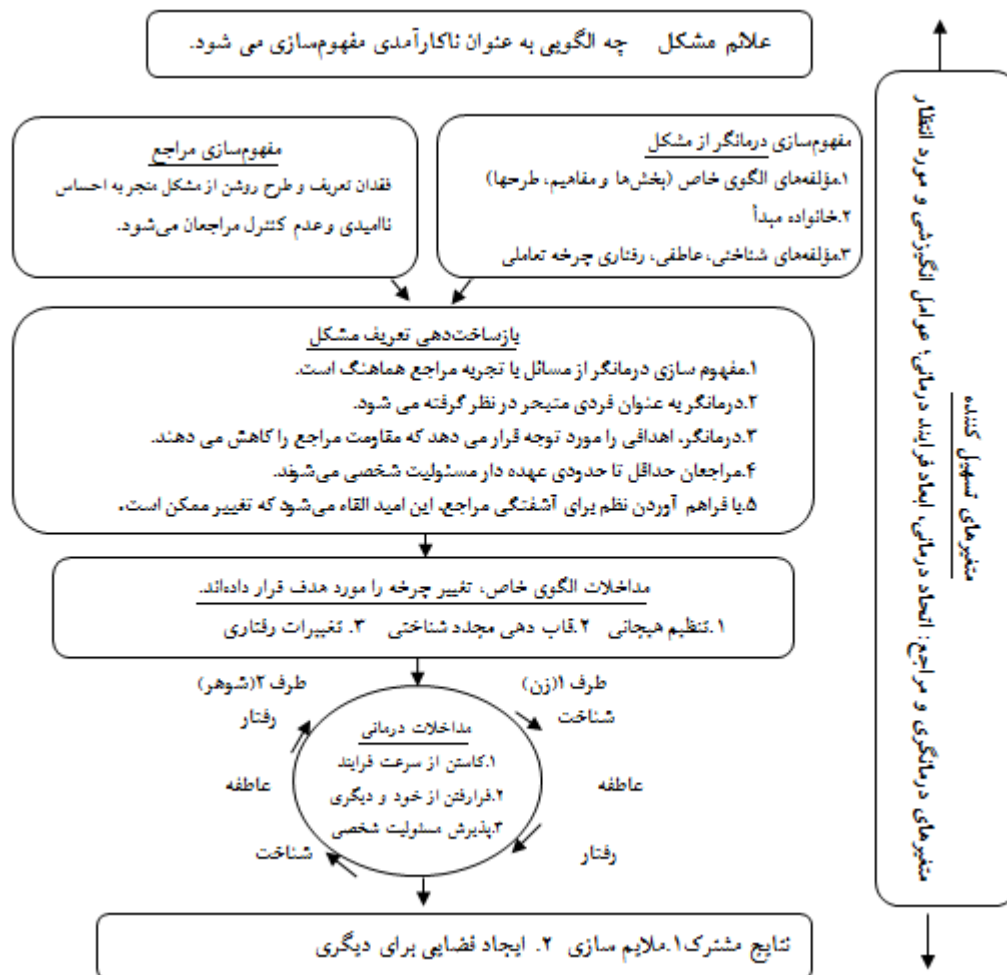 علائم مشکل    چه الگویی به عنوان ناکارآمدی مفهوم‌سازی می شود.
مفهوم‌سازی درمانگر از مشکل
۱.مؤلفه‌های الگوی خاص (بخش‌ها و مفاهیم، طرحها)
۲.خانواده مبدأ
۳.مؤلفه‌های شناختی، عاطفی، رفتاری چرخه تعاملی
مفهوم‌سازی مراجع
فقدان تعریف و طرح روشن از مشکل منجر به احساس
ناامیدی و عدم کنترل مراجعان می‌شود.
بازساخت‌دهی تعریف مشکل
۱.مفهوم سازی درمانگر از مسائل با تجربه مراجع هماهنگ است.
۲.درمانگر به عنوان فردی متبحر در نظر گرفته می شود.
۳.درمانگر، اهدافی را مورد توجه قرار می دهد که مقاومت مراجع را کاهش می دهند.
۴.مراجعان حداقل تا حدودی عهده دار مسئولیت شخصی می‌شوند.
۵.با فراهم آوردن نظم برای آشفتگی مراجع، این امید القاء می‌شود که تغییر ممکن است.
مداخلات الگوی خاص، تغییر چرخه را مورد هدف قرار داده‌اند.
۱.تنظیم هیجانی   ۲.قاب دهی مجدد شناختی   ۳. تغییرات رفتاری
طرف ۱(زن)
شناخت
عاطفه
رفتار
طرف ۲(شوهر)
رفتار
عاطفه
شناخت
مداخلات درمانی
۱.کاستن از سرعت فرایند
۲.فرارفتن از خود و دیگری
۳.پذیرش مسئولیت شخصی
نتایج مشترک۱.ملایم سازی   ۲. ایجاد فضایی برای دیگری
متغیرهای تسهیل کننده
متغیرهای درمانگری و مراجع: اتحاد درمانی، ابعاد فرایند درمانی؛ عوامل انگیزشی و مورد انتظار